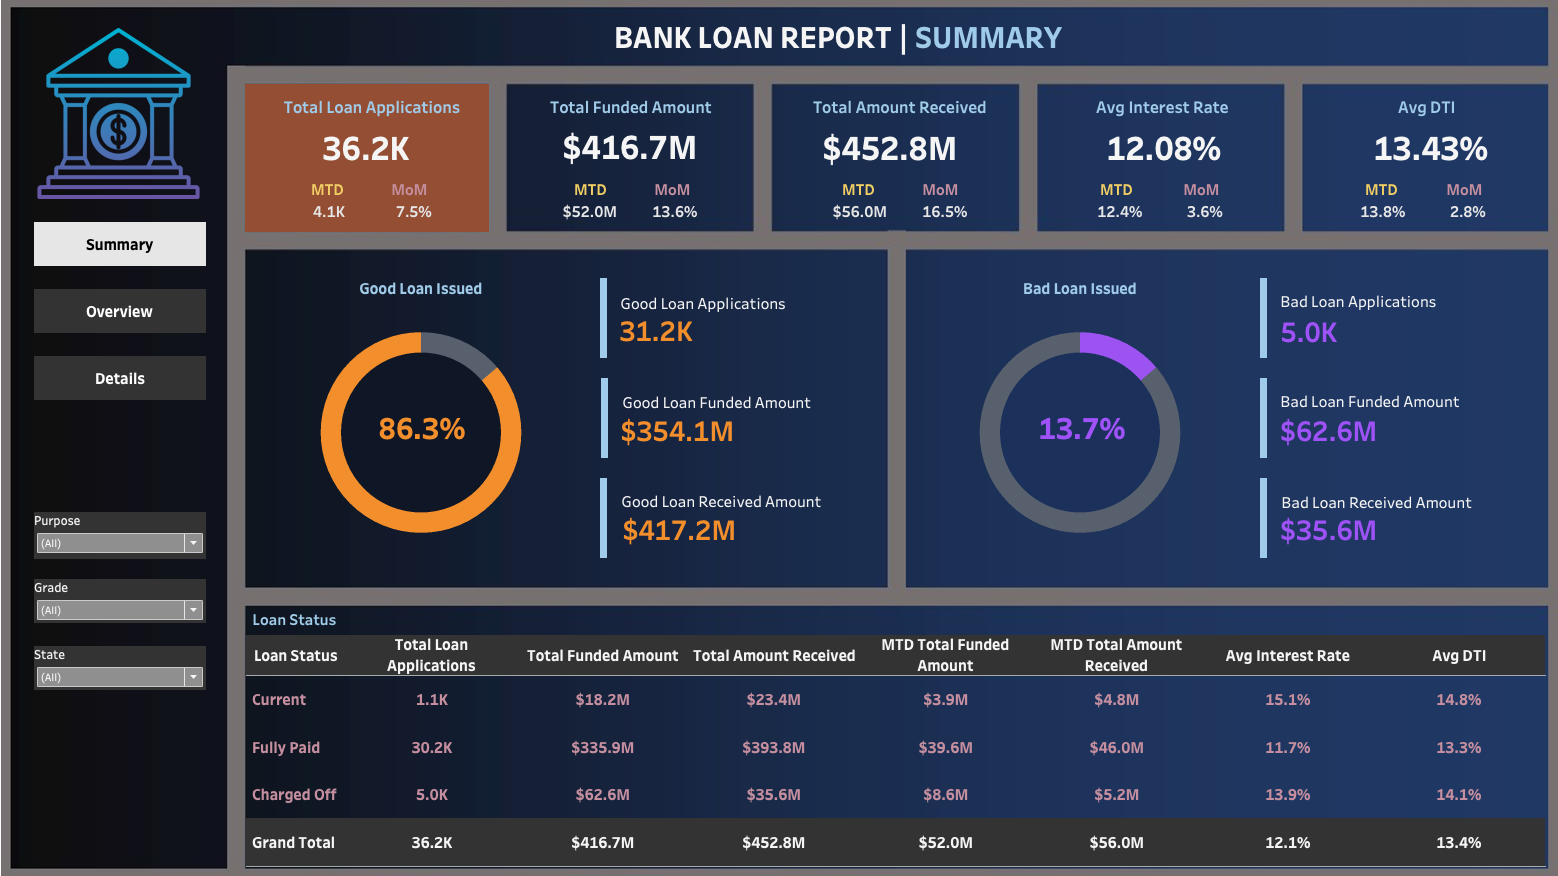 BANK LOAN REPORT | SUMMARY
$
Summary
Overview
Details
Purpose
(All)
Grade
(All)
State
(All)
Total Loan Applications
36.2K
MTD MoM
4.1K 7.5%
Total Funded Amount
$416.7M
MTD MoM
$52.0M 13.6%
Total Amount Received
$452.8M
MTD MoM
$56.0M 16.5%
Avg Interest Rate
12.08%
MTD MoM
12.4% 3.6%
Avg DTI
13.43%
MTD MoM
13.8% 2.8%
Good Loan Issued
86.3%
Good Loan Applications
31.2K
Good Loan Funded Amount
$354.1M
Good Loan Received Amount
$417.2M
Bad Loan Issued
13.7%
Bad Loan Applications
5.0K
Bad Loan Funded Amount
$62.6M
Bad Loan Received Amount
$35.6M
Loan Status
Loan Status Total Loan Applications Total Funded Amount Total Amount Received MTD Total Funded Amount MTD Total Amount Received Avg Interest Rate Avg DTI
Current 1.1K $18.2M $23.4M $3.9M $4.8M 15.1% 14.8%
Fully Paid 30.2K $335.9M $393.8M $39.6M $46.0M 11.7% 13.3%
Charged Off 5.0K $62.6M $35.6M $8.6M $5.2M 13.9% 14.1%
Grand Total 36.2K $416.7M $452.8M $52.0M $56.0M 12.1% 13.4%